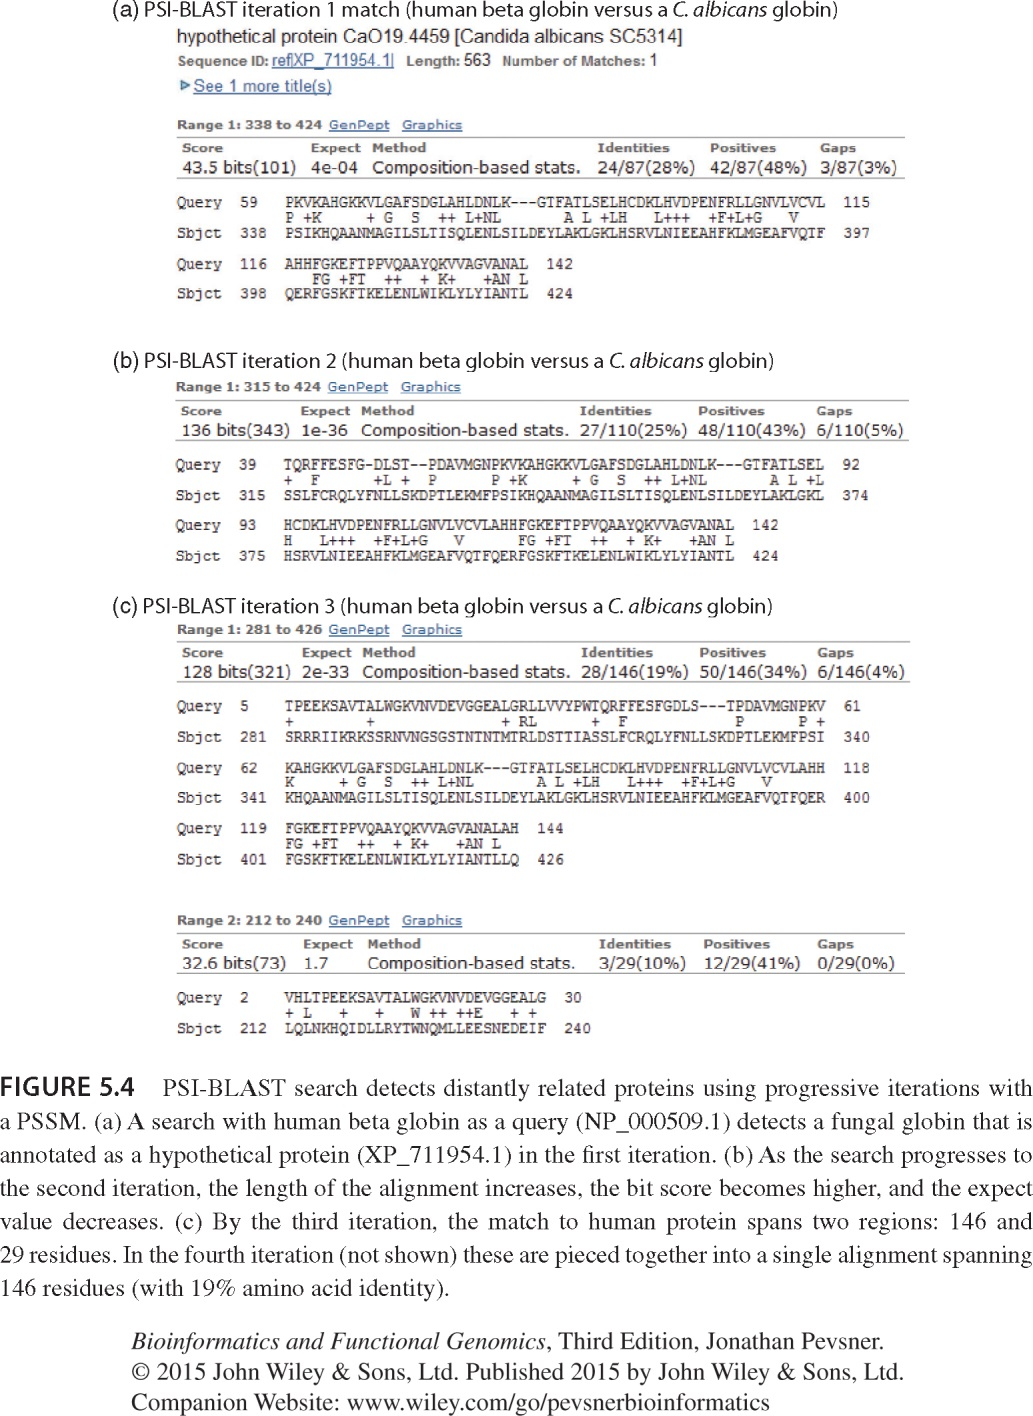 (a) PSI-BLAST iteration 1 match (human beta globin versus a C. albicans globin)
hypothetical protein CaO19.4459 [Candida albicans SC5314]
Sequence ID: ref|XP_711954.1| Length: 563 Number of Matches: 1
See 1 more title(s)
Range 1: 338 to 424 GenPept Graphics
Score Expect Method Identities Positives Gaps
43.5 bits(101) 4e-04 Composition-based stats. 24/87(28%) 42/87(48%) 3/87(3%)
Query 59 PKVKAHGKKVLGAFSDGLAHLDNLK---GTFATLSELHCDKLHVDPENFRLLGNVLVCVL 115
P +K + G S ++ L+NL A L +LH L+++ +F+L+G V
Sbjct 338 PSIKHQAANMAGILSLTISQLENLSILDEYLAKLGKLHSRVLNIEEAHFKLMGEAFVQTF 397
Query 116 AHHFGKEFTPPVQAAYQKVVAGVANAL 142
FG +FT ++ + K+ +AN L
Sbjct 398 QERFGSKFTKELENLWIKLYLYIANTL 424
(b) PSI-BLAST iteration 2 (human beta globin versus a C. albicans globin)
Range 1: 315 to 424 GenPept Graphics
Score Expect Method Identities Positives Gaps
136 bits(343) 1e-36 Composition-based stats. 27/110(25%) 48/110(43%) 6/110(5%)
Query 39 TQRFFESFG-DLST--PDAVMGNPKVKAHGKKVLGAFSDGLAHLDNLK---GTFATLSEL 92
+ F +L + P P +K + G S ++ L+NL A L +L
Sbjct 315 SSLFCRQLYFNLLSKDPTLEKMFPSIKHQAANMAGILSLTISQLENLSILDEYLAKLGKL 374
Query 93 HCDKLHVDPENFRLLGNVLVCVLAHHFGKEFTPPVQAAYQKVVAGVANAL 142
H L+++ +F+L+G V FG +FT ++ + K+ +AN L
Sbjct 375 HSRVLNIEEAHFKLMGEAFVQTFQERFGSKFTKELENLWIKLYLYIANTL 424
(c) PSI-BLAST iteration 3 (human beta globin versus a C. albicans globin)
Range 1: 281 to 426 GenPept Graphics
Score Expect Method Identities Positives Gaps
128 bits(321) 2e-33 Composition-based stats. 28/146(19%) 50/146(34%) 6/146(4%)
Query 5 TPEEKSAVTALWGKVNVDEVGGEALGRLLVVYPWTQRFFESFGDLS---TPDAVMGNPKV 61
+ + + RL + F P P +
Sbjct 281 SRRRIIKRKSSRNVNGSGSTNTNTMTRLDSTTIASSLFCRQLYFNLLSKDPTLEKMFPSI 340
Query 62 KAHGKKVLGAFSDGLAHLDNLK---GTFATLSELHCDKLHVDPENFRLLGNVLVCVLAHH 118
K + G S ++ L+NL A L +LH L+++ +F+L+G V
Sbjct 341 KHQAANMAGILSLTISQLENLSILDEYLAKLGKLHSRVLNIEEAHFKLMGEAFVQTFQER 400
Query 119 FGKEFTPPVQAAYQKVVAGVANALAH 144
FG +FT ++ + K+ +AN L
Sbjct 401 FGSKFTKELENLWIKLYLYIANTLLQ 426
Range 2: 212 to 240 GenPept Graphics
Score Expect Method Identities Positives Gaps
32.6 bits(73) 1.7 Composition-based stats. 3/29(10%) 12/29(41%) 0/29(0%)
Query 2 VHLTPEEKSAVTALWGKVNVDEVGGEALG 30
+ L + + W ++ ++E + +
Sbjct 212 LQLNKHQIDLLRYTWNQMLLEESNEDEIF 240
FIGURE 5.4 PSI-BLAST search detects distantly related proteins using progressive iterations with
a PSSM. (a) A search with human beta globin as a query (NP_000509.1) detects a fungal globin that is
annotated as a hypothetical protein (XP_711954.1) in the first iteration. (b) As the search progresses to
the second iteration, the length of the alignment increases, the bit score becomes higher, and the expect
value decreases. (c) By the third iteration, the match to human protein spans two regions: 146 and
29 residues. In the fourth iteration (not shown) these are pieced together into a single alignment spanning
146 residues (with 19% amino acid identity).
Bioinformatics and Functional Genomics, Third Edition, Jonathan Pevsner.
© 2015 John Wiley & Sons, Ltd. Published 2015 by John Wiley & Sons, Ltd.
Companion Website: www.wiley.com/go/pevsnerbioinformatics